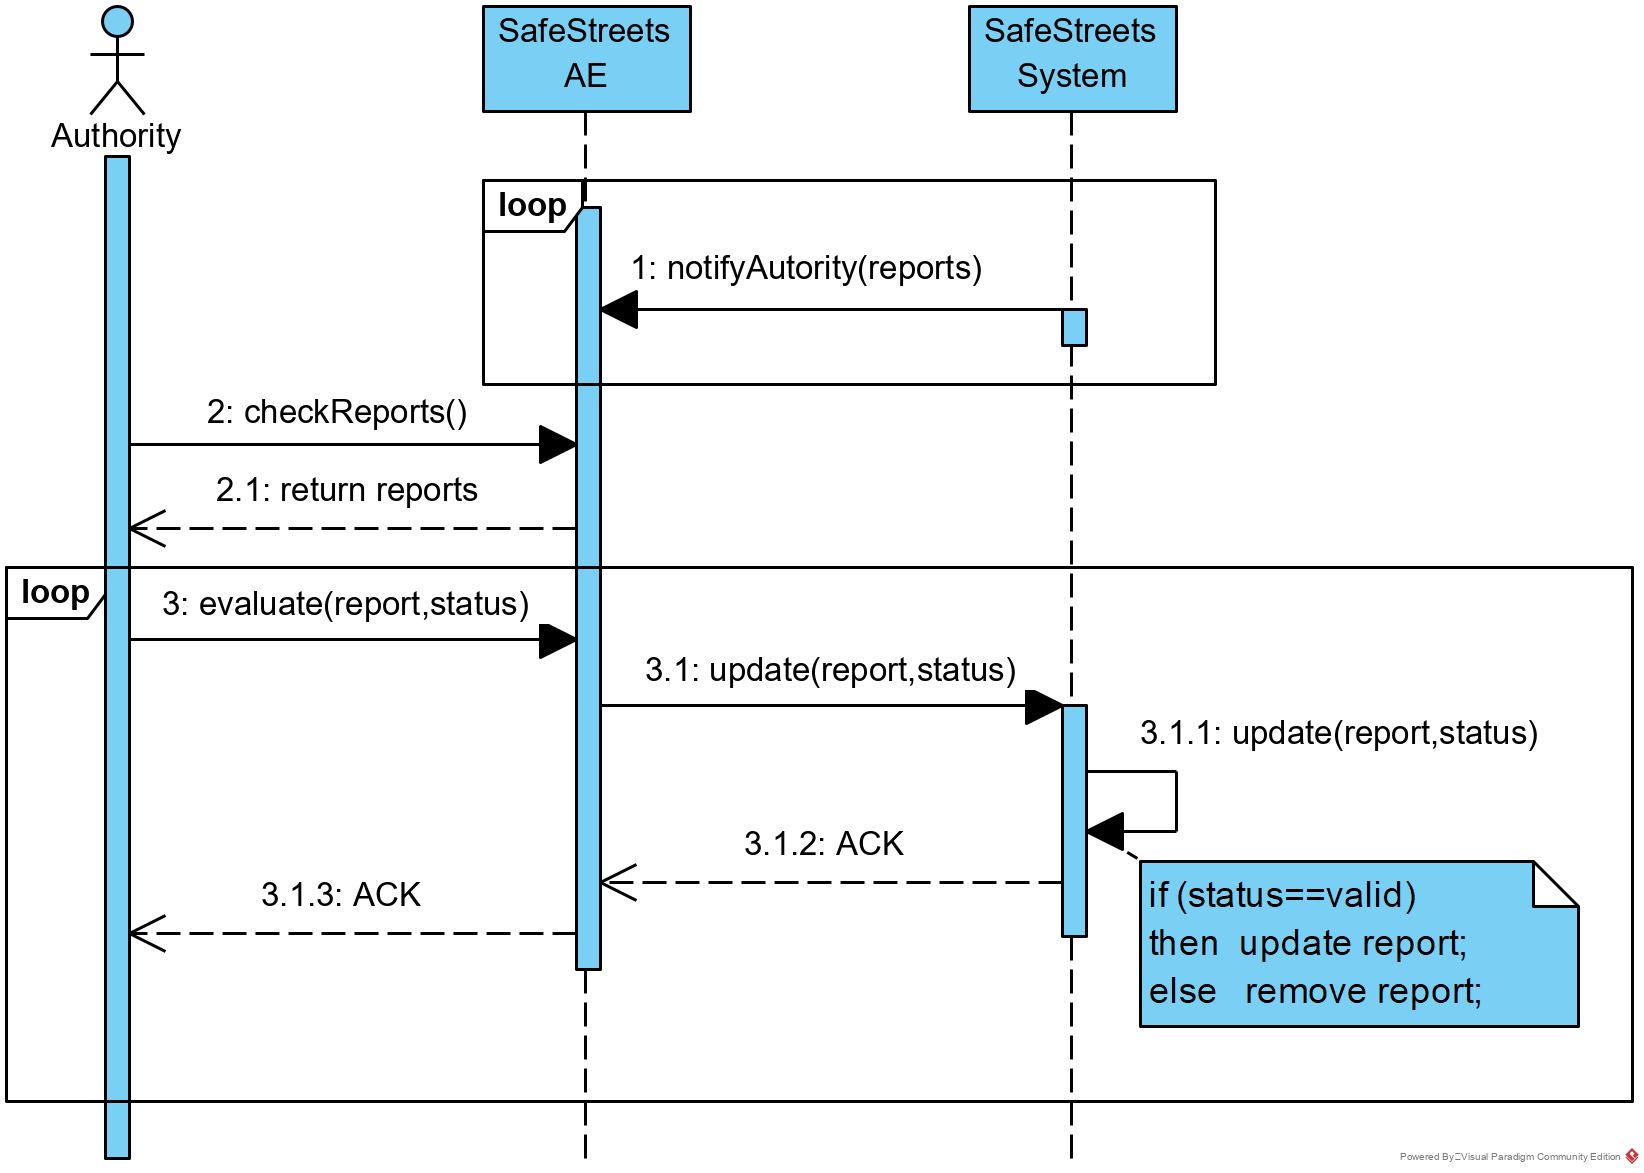 Authority
SafeStreets
AE
SafeStreets
System
loop
1: notifyAutority(reports)
2: checkReports()
2.1: return reports
loop
3: evaluate(report,status)
3.1: update(report,status)
3.1.1: update(report,status)
3.1.2: ACK
3.1.3: ACK
if (status==valid)
then update report;
else remove report;
Powered By Visual Paradigm Community Edition